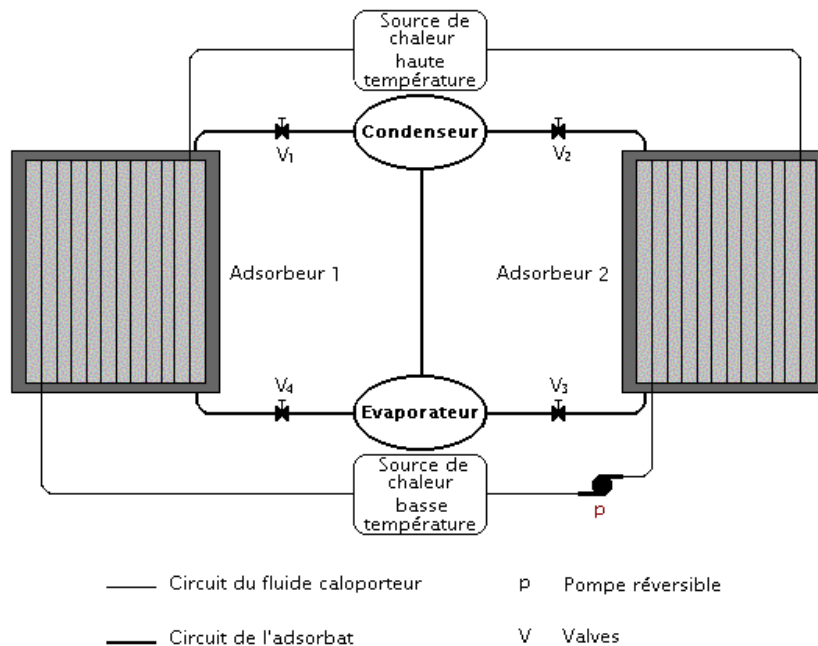 Source de
chaleur
haute
température
Condenseur
V1
V2
Adsorbeur 1
Adsorbeur 2
V4
V3
Evaporateur
Source de
chaleur
basse
température
p
Circuit du fluide caloporteur
p Pompe réversible
Circuit de l'adsorbat
V Valves